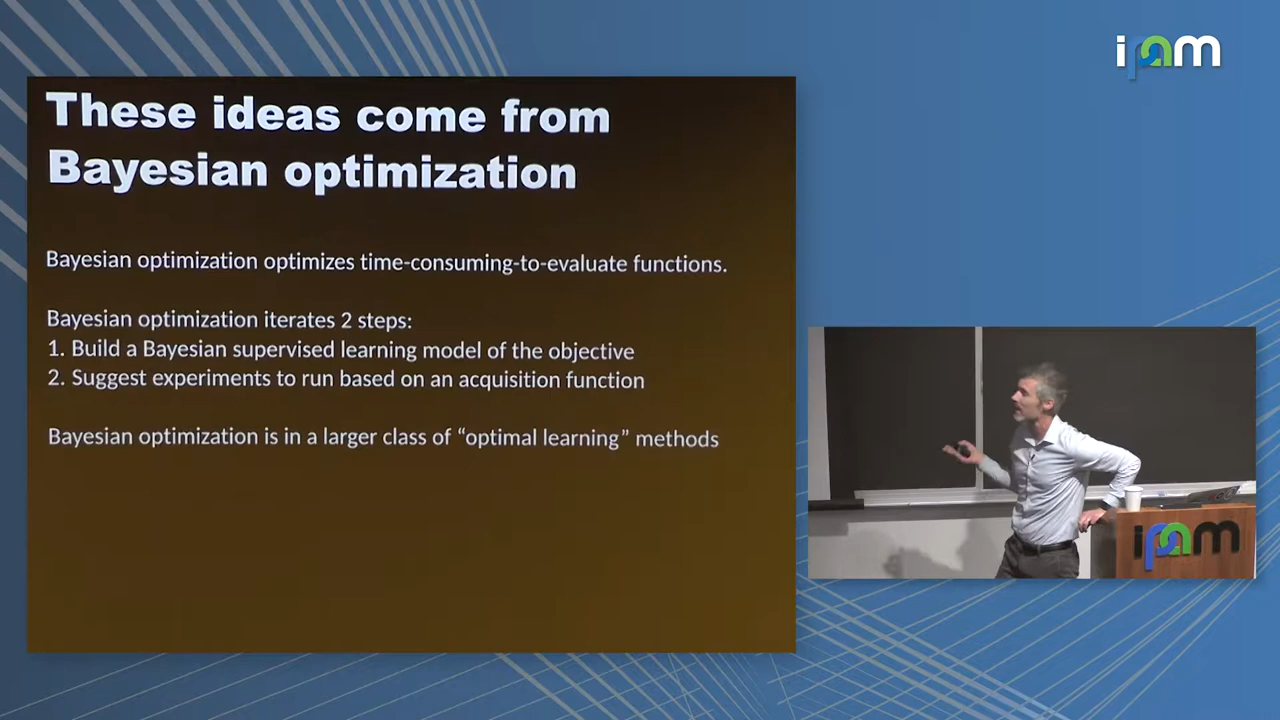 ipam
These ideas come from
Bayesian optimization
Bayesian optimization optimizes time-consuming-to-evaluate functions.
Bayesian optimization iterates 2 steps:
1. Build a Bayesian supervised learning model of the objective
2. Suggest experiments to run based on an acquisition function
Bayesian optimization is in a larger class of “optimal learning” methods
ipam